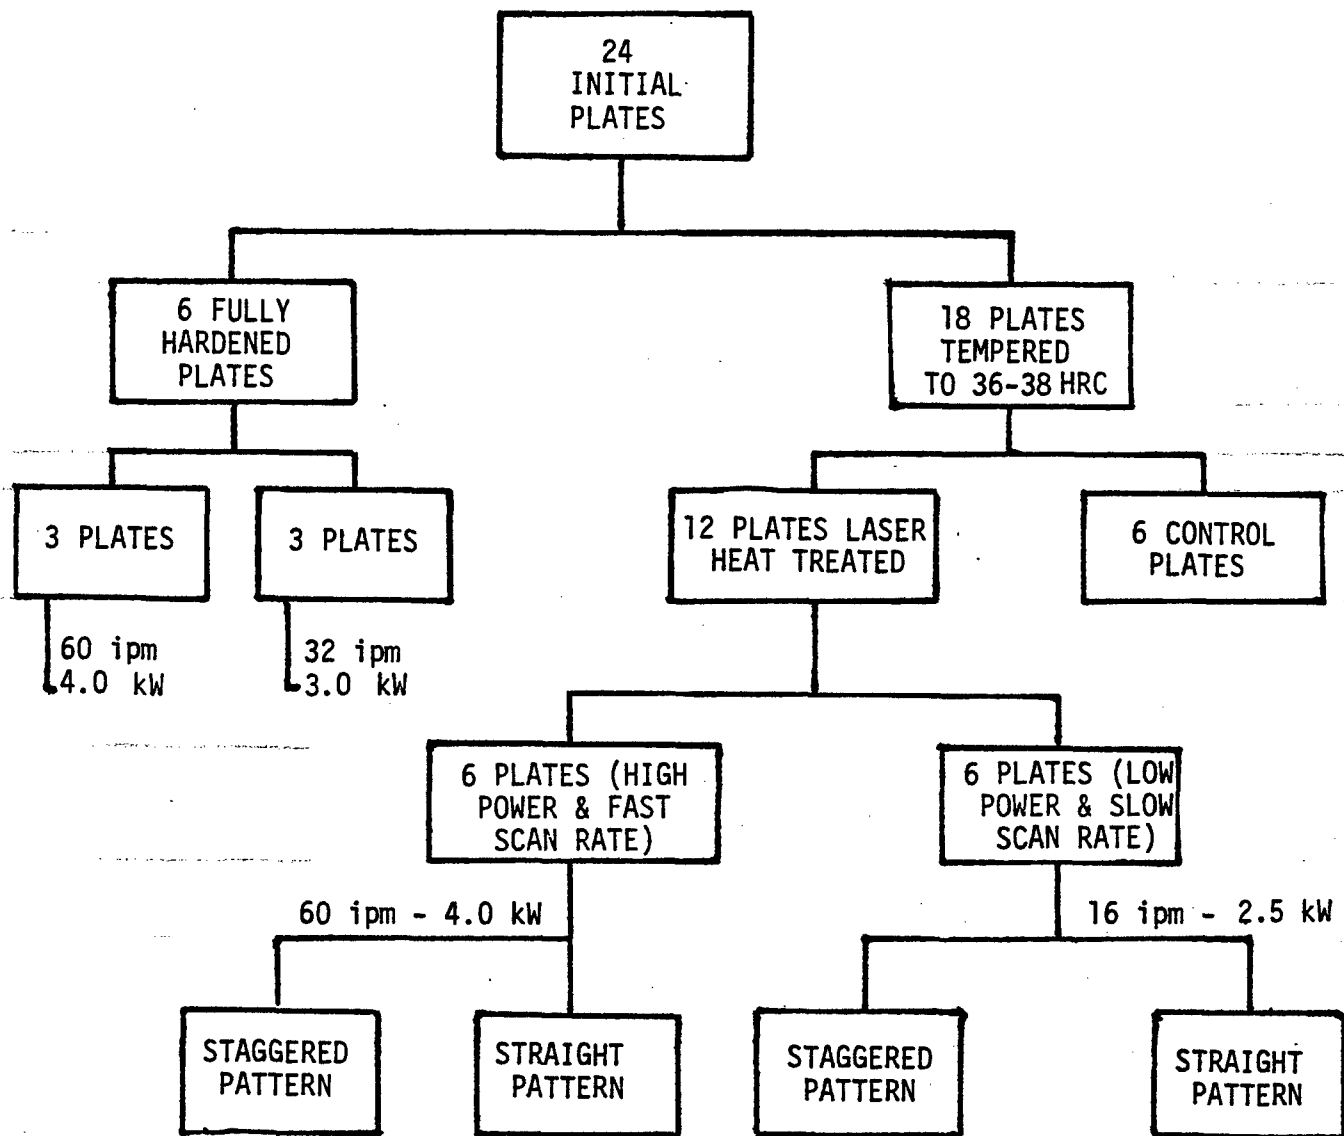 24
INITIAL
PLATES
6 FULLY
HARDENED
PLATES
18 PLATES
TEMPERED
TO 36-38 HRC
3 PLATES
3 PLATES
12 PLATES LASER
HEAT TREATED
6 CONTROL
PLATES
60 ipm
4.0 kW
32 ipm
3.0 kW
6 PLATES (HIGH
POWER & FAST
SCAN RATE)
6 PLATES (LOW
POWER & SLOW
SCAN RATE)
60 ipm - 4.0 kW
16 ipm - 2.5 kW
STAGGERED
PATTERN
STRAIGHT
PATTERN
STAGGERED
PATTERN
STRAIGHT
PATTERN